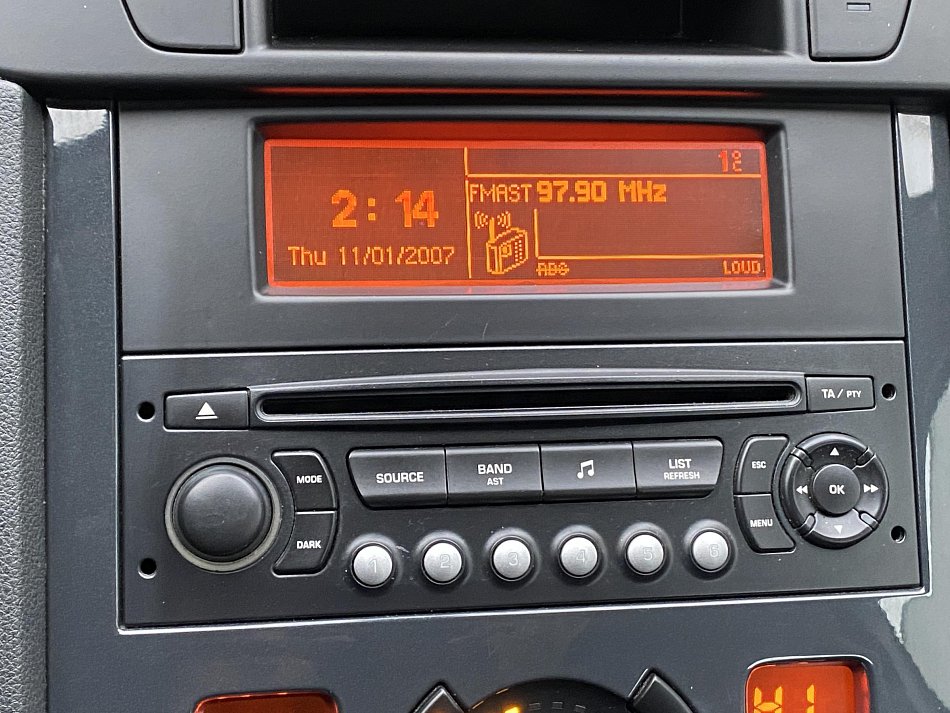 1°C
FMAST 97.90 MHz
2:14
Thu 11/01/2007
RDS
LOUD
TA / PTY
MODE
SOURCE
BAND
AST
LIST
REFRESH
ESC
OK
DARK
MENU
1 2 3 4 5 6